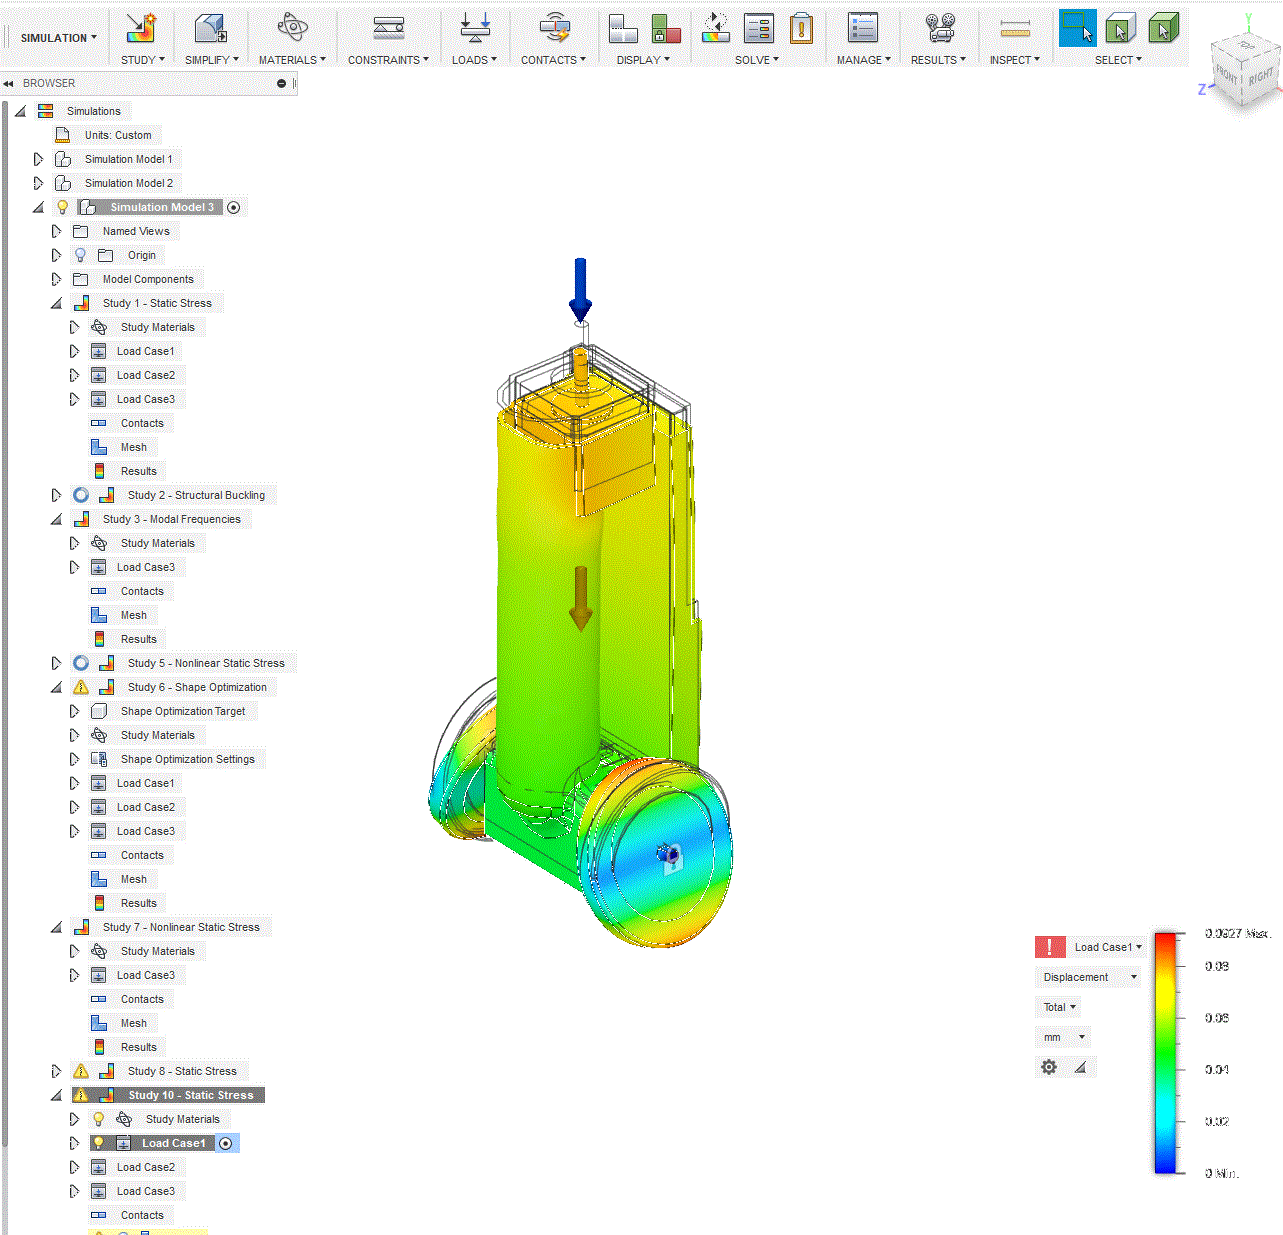 SIMULATION
STUDY
SIMPLIFY
MATERIALS
CONSTRAINTS
LOADS
CONTACTS
DISPLAY
SOLVE
MANAGE
RESULTS
INSPECT
SELECT
Y
TOP
FRONT
RIGHT
Z
BROWSER
Simulations
Units: Custom
Simulation Model 1
Simulation Model 2
Simulation Model 3
Named Views
Origin
Model Components
Study 1 - Static Stress
Study Materials
Load Case1
Load Case2
Load Case3
Contacts
Mesh
Results
Study 2 - Structural Buckling
Study 3 - Modal Frequencies
Study Materials
Load Case3
Contacts
Mesh
Results
Study 5 - Nonlinear Static Stress
Study 6 - Shape Optimization
Shape Optimization Target
Study Materials
Shape Optimization Settings
Load Case1
Load Case2
Load Case3
Contacts
Mesh
Results
Study 7 - Nonlinear Static Stress
Study Materials
Load Case3
Contacts
Mesh
Results
Study 8 - Static Stress
Study 10 - Static Stress
Study Materials
Load Case1
Load Case2
Load Case3
Contacts
Load Case1
Displacement
Total
mm
Max.
0.08
0.06
0.04
0.02
0 Min.